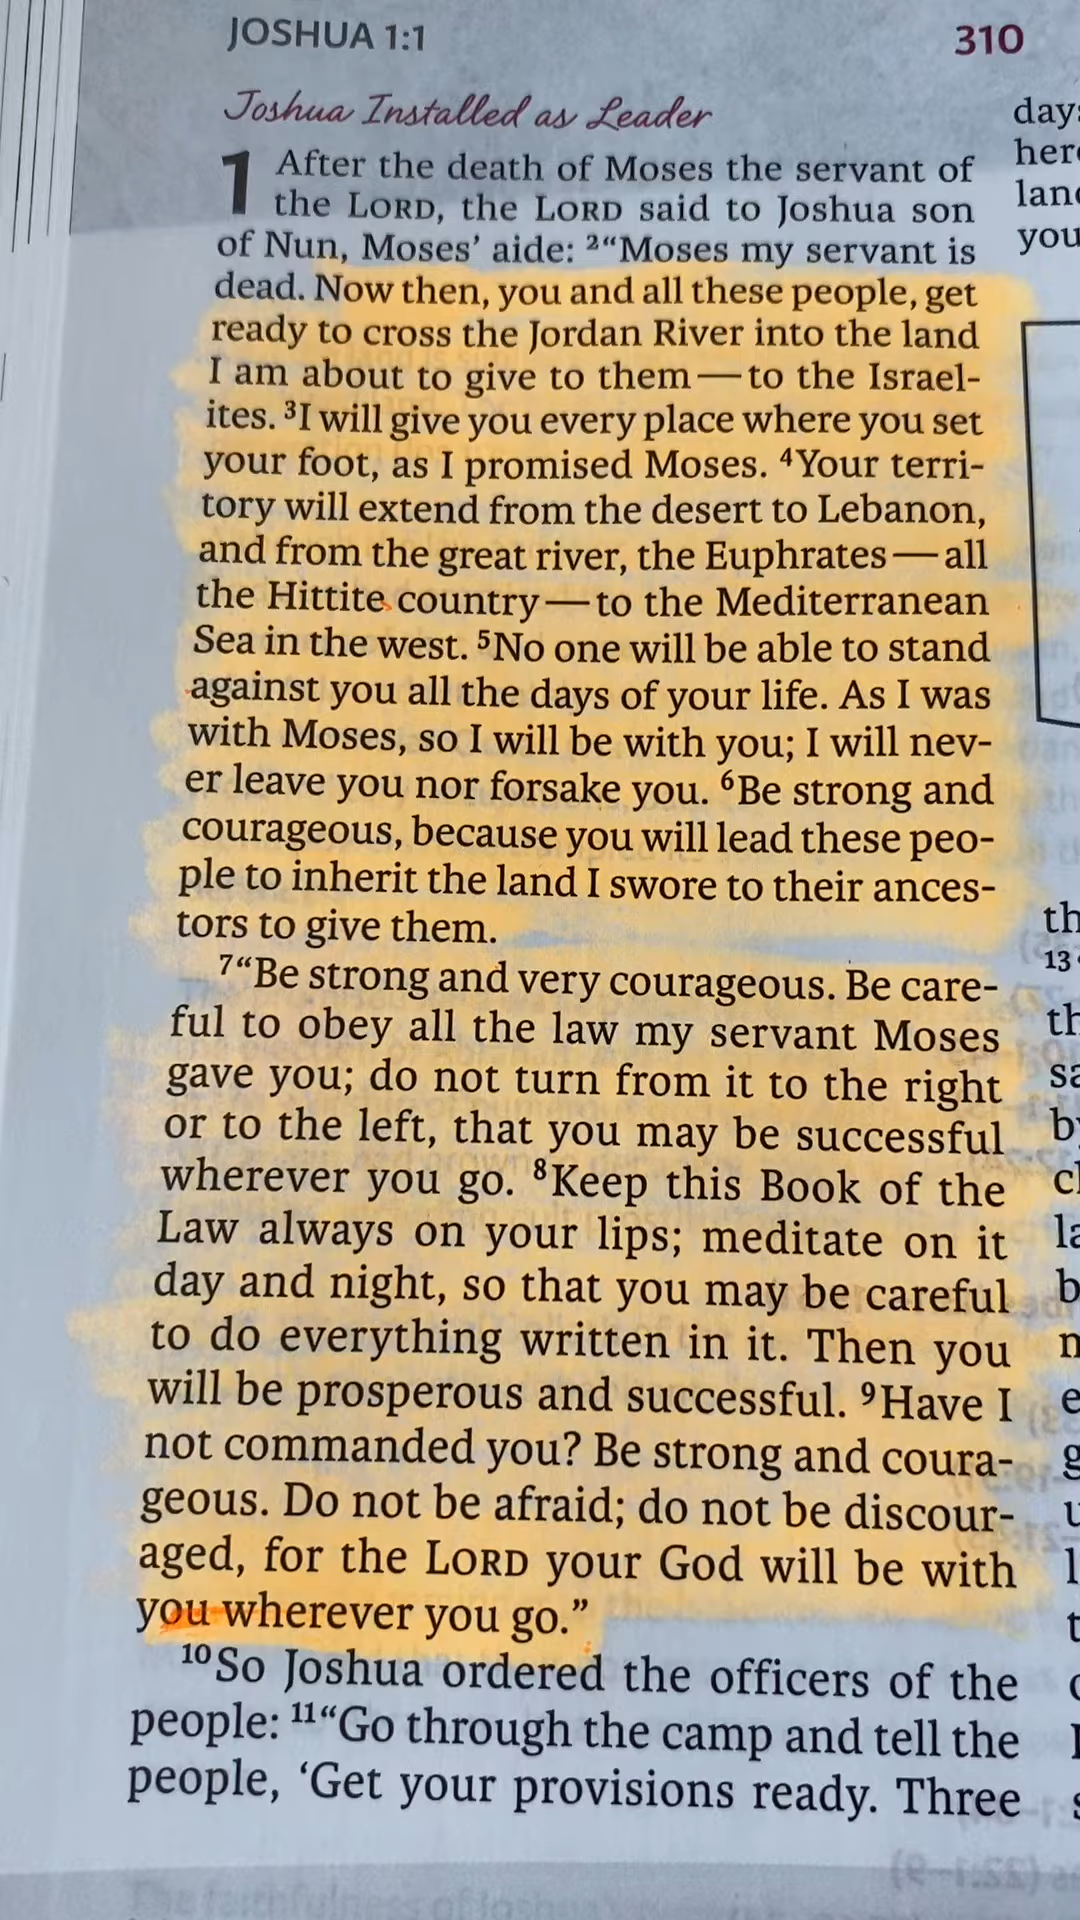 JOSHUA 1:1
310
Joshua Installed as Leader
1 After the death of Moses the servant of
the LORD, the LORD said to Joshua son
of Nun, Moses’ aide: ²“Moses my servant is
dead. Now then, you and all these people, get
ready to cross the Jordan River into the land
I am about to give to them—to the Israel-
ites. ³I will give you every place where you set
your foot, as I promised Moses. ⁴Your terri-
tory will extend from the desert to Lebanon,
and from the great river, the Euphrates—all
the Hittite country—to the Mediterranean
Sea in the west. ⁵No one will be able to stand
against you all the days of your life. As I was
with Moses, so I will be with you; I will nev-
er leave you nor forsake you. ⁶Be strong and
courageous, because you will lead these peo-
ple to inherit the land I swore to their ances-
tors to give them.
⁷“Be strong and very courageous. Be care-
ful to obey all the law my servant Moses
gave you; do not turn from it to the right
or to the left, that you may be successful
wherever you go. ⁸Keep this Book of the
Law always on your lips; meditate on it
day and night, so that you may be careful
to do everything written in it. Then you
will be prosperous and successful. ⁹Have I
not commanded you? Be strong and coura-
geous. Do not be afraid; do not be discour-
aged, for the LORD your God will be with
you wherever you go.”
¹⁰So Joshua ordered the officers of the
people: ¹¹“Go through the camp and tell the
people, ‘Get your provisions ready. Three